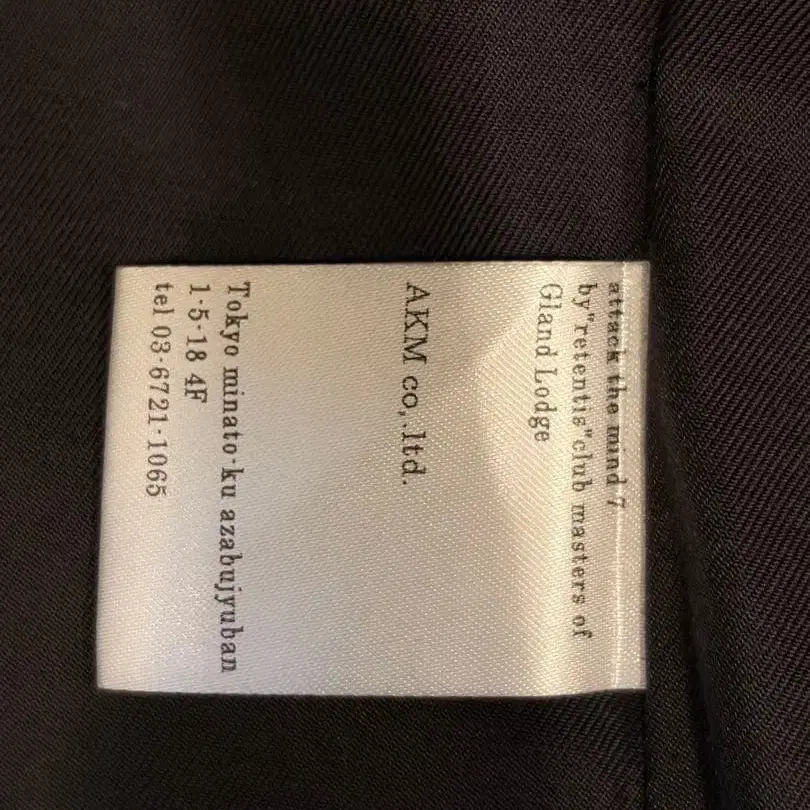 attack the mind 7
by"retentis"club masters of
Gland Lodge
AKM co,.ltd.
Tokyo minato·ku azabujyuban
1·5·18 4F
tel 03·6721·1065